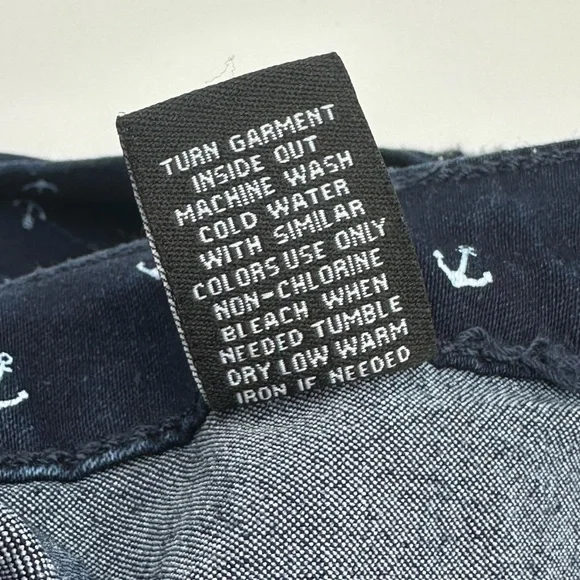 TURN GARMENT
INSIDE OUT
MACHINE WASH
COLD WATER
WITH SIMILAR
COLORS USE ONLY
NON-CHLORINE
BLEACH WHEN
NEEDED TUMBLE
DRY LOW WARM
IRON IF NEEDED